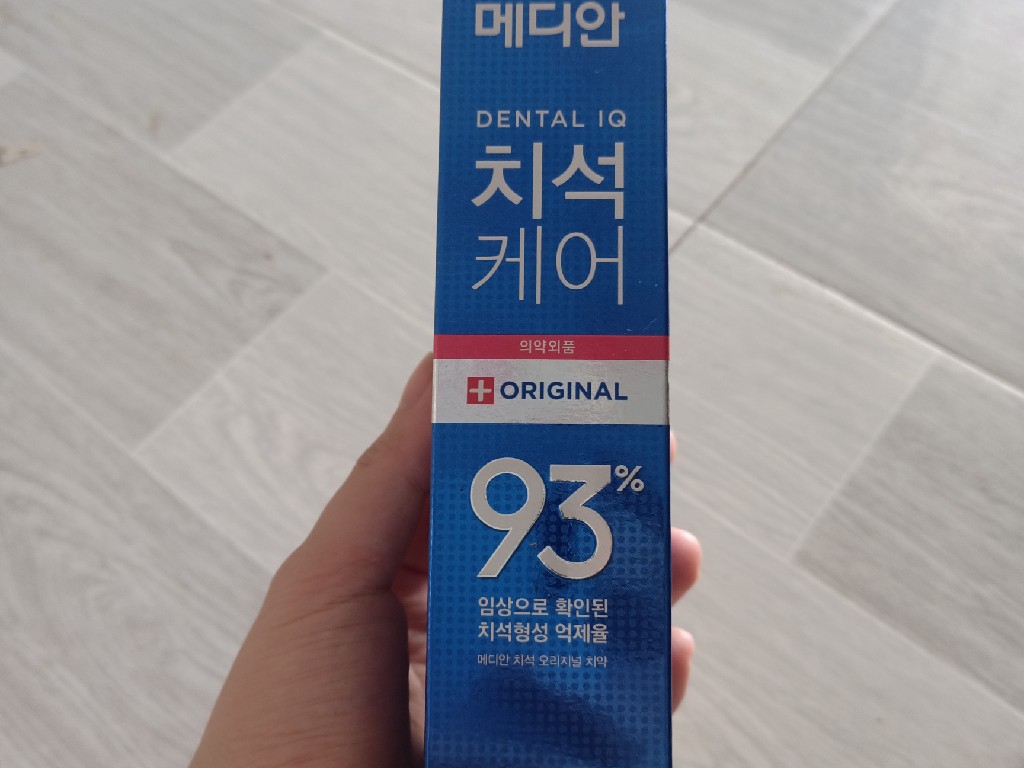 메디안
DENTAL IQ
치석
케어
의약외품
ORIGINAL
93%
임상으로 확인된
치석형성 억제율
메디안 치석 오리지널 치약